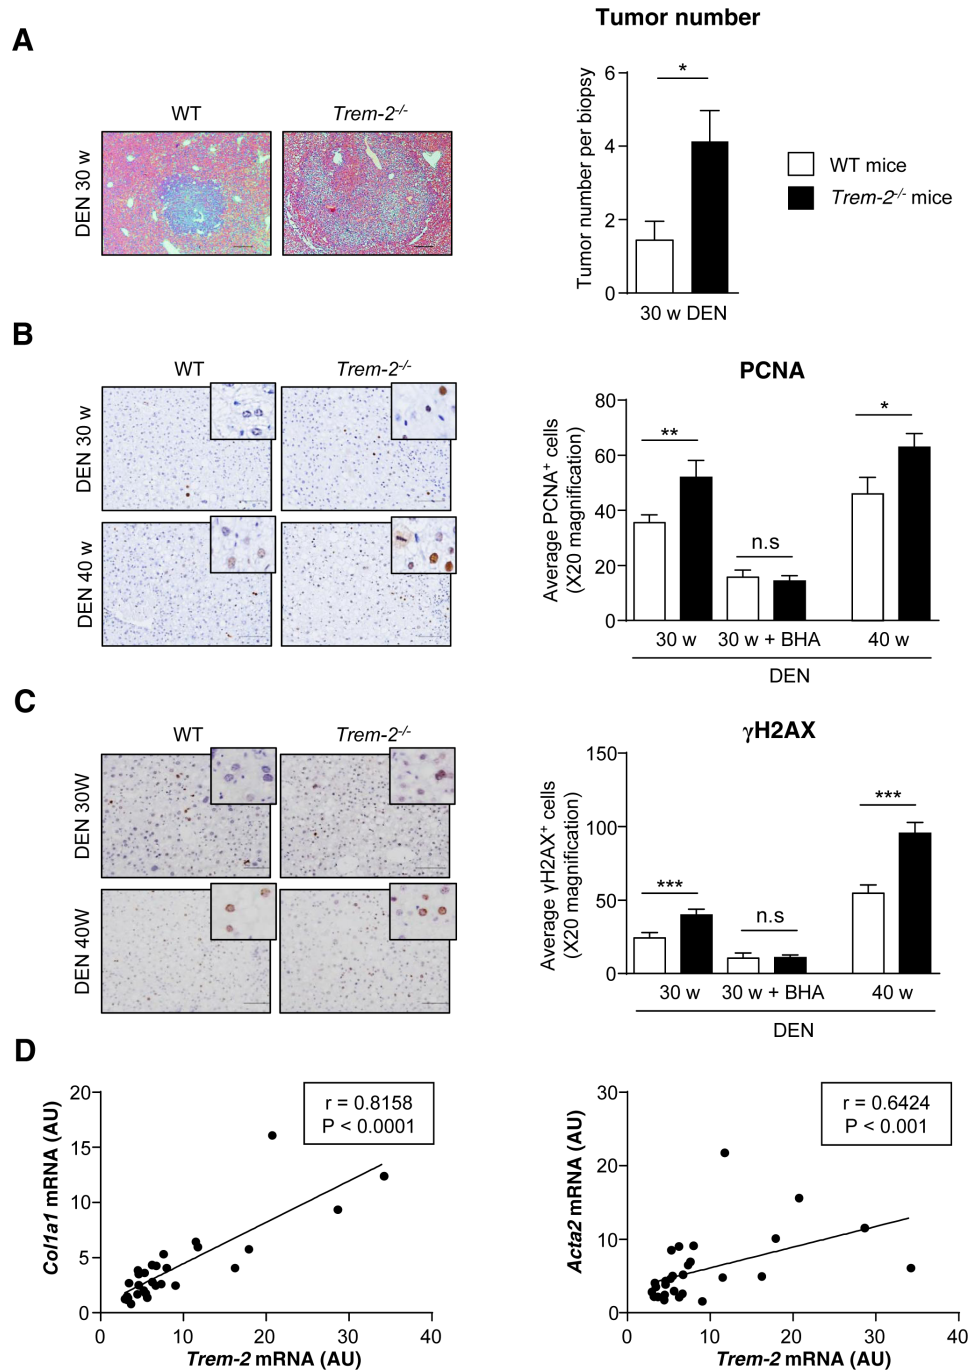 A
Tumor number
WT
Trem-2-/-
DEN 30 w
Tumor number per biopsy
6
4
2
0
*
30 w DEN
WT mice
Trem-2-/- mice
B
WT
Trem-2-/-
DEN 30 w
DEN 40 w
PCNA
Average PCNA+ cells
(X20 magnification)
80
60
40
20
0
**
n.s
*
30 w
30 w + BHA
40 w
DEN
C
WT
Trem-2-/-
DEN 30W
DEN 40W
γH2AX
Average γH2AX+ cells
(X20 magnification)
150
100
50
0
***
n.s
***
30 w
30 w + BHA
40 w
DEN
D
Col1a1 mRNA (AU)
20
15
10
5
0
r = 0.8158
P < 0.0001
0 10 20 30 40
Trem-2 mRNA (AU)
Acta2 mRNA (AU)
30
20
10
0
r = 0.6424
P < 0.001
0 10 20 30 40
Trem-2 mRNA (AU)